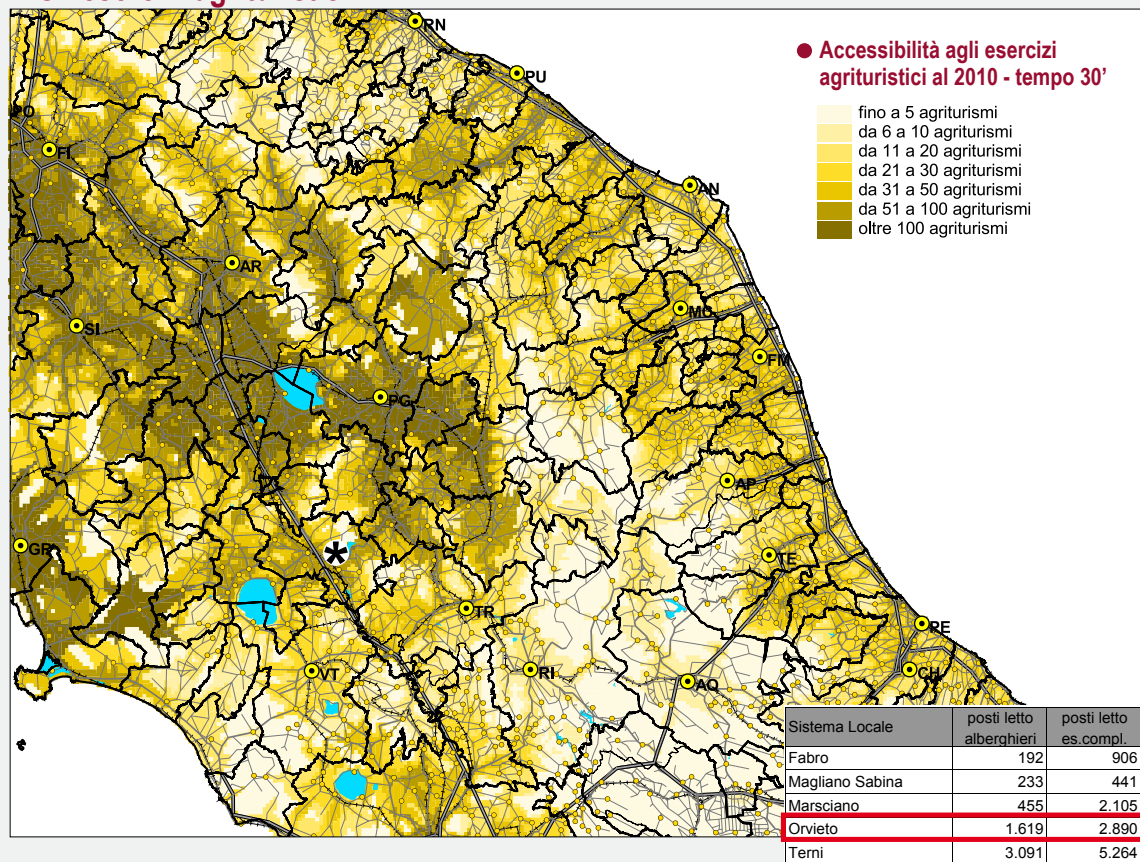 ● Accessibilità agli esercizi
agrituristici al 2010 - tempo 30'
fino a 5 agriturismi
da 6 a 10 agriturismi
da 11 a 20 agriturismi
da 21 a 30 agriturismi
da 31 a 50 agriturismi
da 51 a 100 agriturismi
oltre 100 agriturismi
RN
PU
PO
FI
AN
AR
MC
SI
FM
PG
AP
GR
*
TE
TR
PE
VT
RI
AQ
CH
Sistema Locale posti letto alberghieri posti letto es.compl.
Fabro 192 906
Magliano Sabina 233 441
Marsciano 455 2.105
Orvieto 1.619 2.890
Terni 3.091 5.264